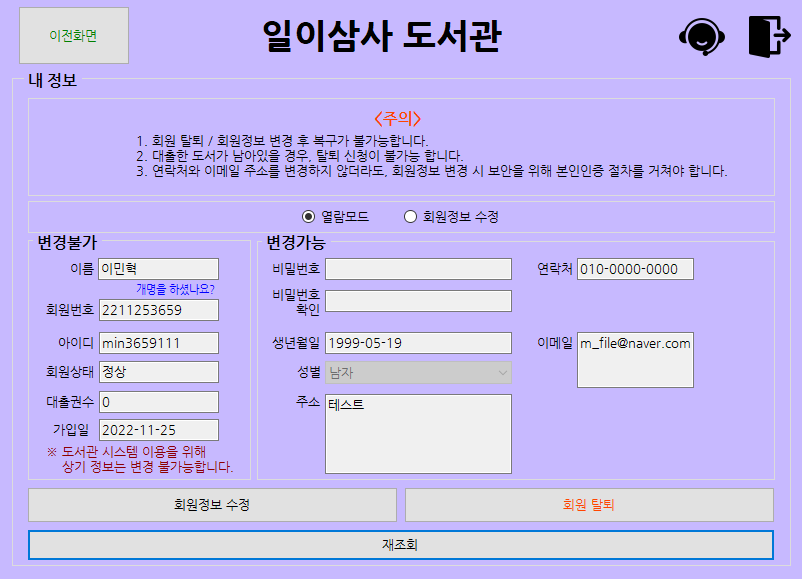 이전화면
일이삼사 도서관
내 정보
<주의>
1. 회원 탈퇴 / 회원정보 변경 후 복구가 불가능합니다.
2. 대출한 도서가 남아있을 경우, 탈퇴 신청이 불가능 합니다.
3. 연락처와 이메일 주소를 변경하지 않더라도, 회원정보 변경 시 보안을 위해 본인인증 절차를 거쳐야 합니다.
열람모드 회원정보 수정
변경불가
이름 이민혁
개명을 하셨나요?
회원번호 2211253659
아이디 min3659111
회원상태 정상
대출권수 0
가입일 2022-11-25
※ 도서관 시스템 이용을 위해
상기 정보는 변경 불가능합니다.
변경가능
비밀번호
비밀번호
확인
생년월일 1999-05-19
성별 남자
주소 테스트
연락처 010-0000-0000
이메일 m_file@naver.com
회원정보 수정
회원 탈퇴
재조회